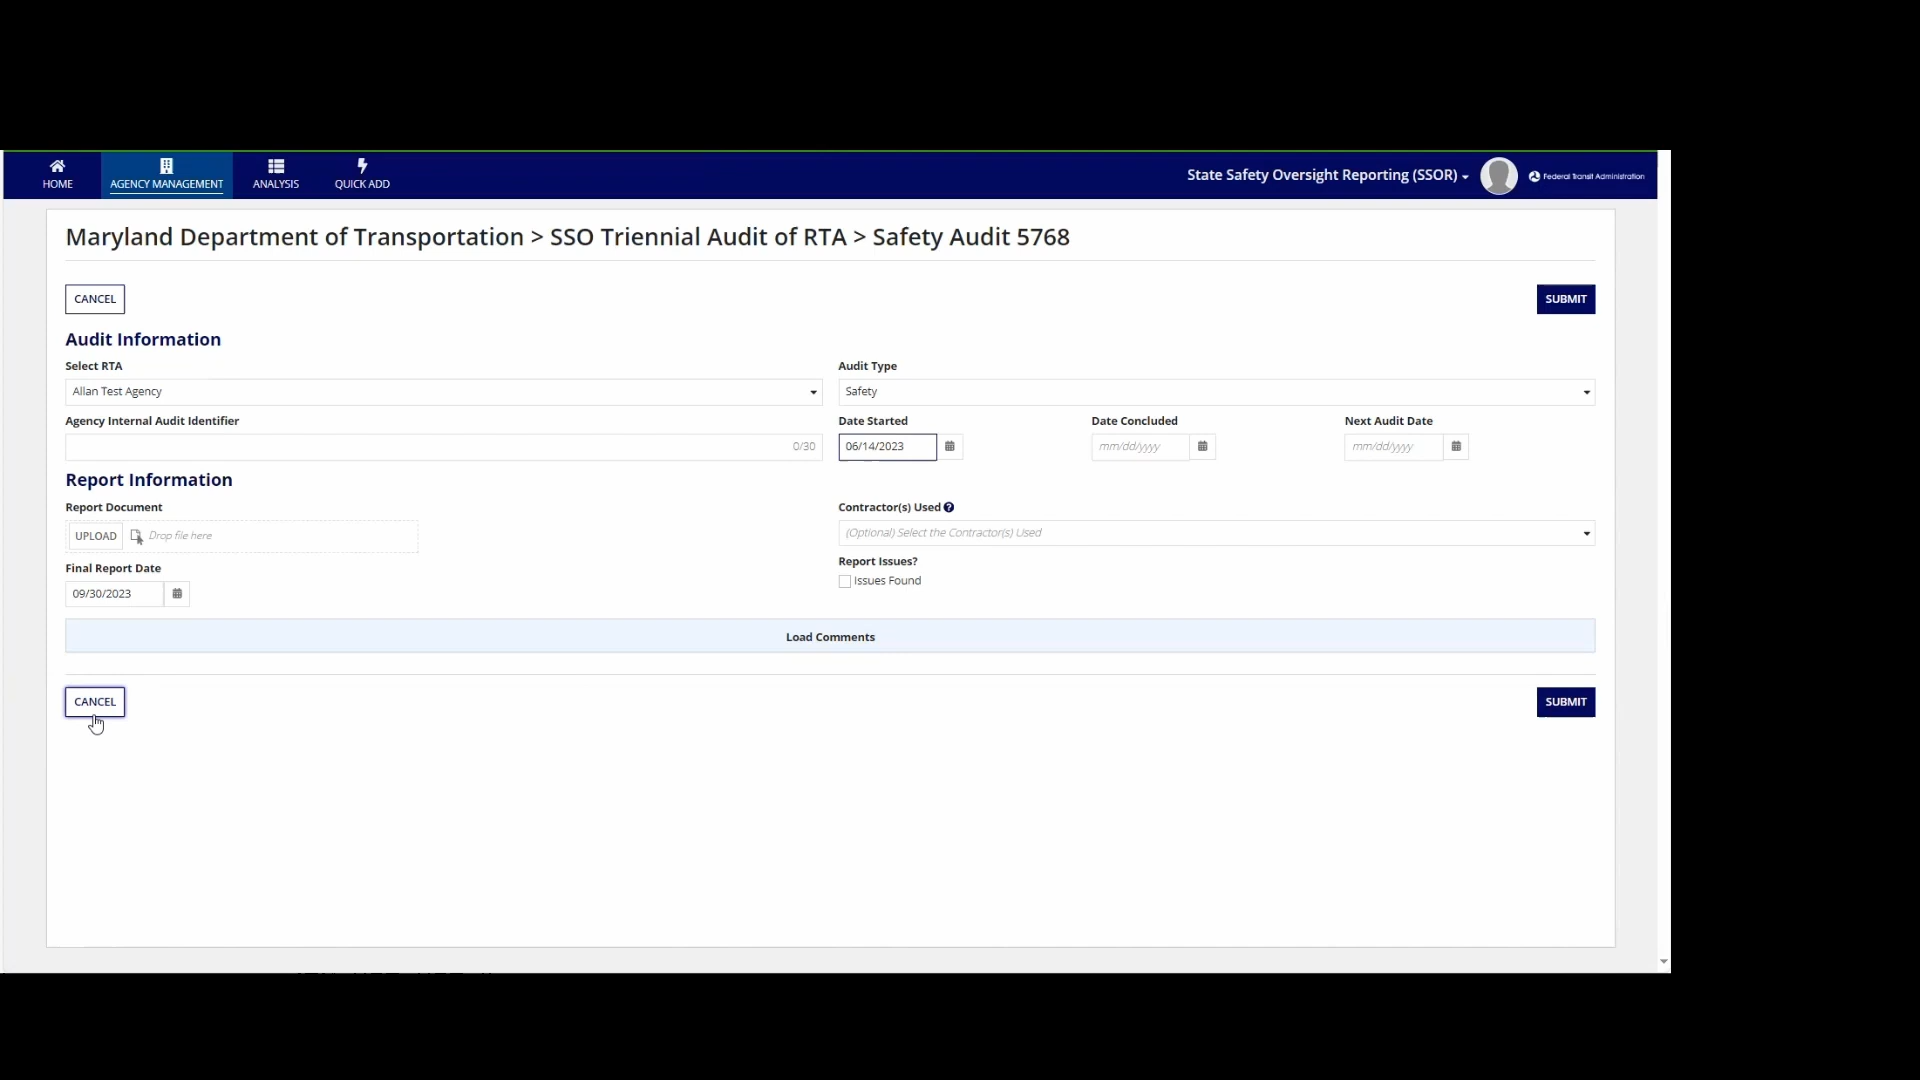 HOME
AGENCY MANAGEMENT
ANALYSIS
QUICK ADD
State Safety Oversight Reporting (SSOR)
Federal Transit Administration
Maryland Department of Transportation > SSO Triennial Audit of RTA > Safety Audit 5768
CANCEL
SUBMIT
Audit Information
Select RTA
Audit Type
Allan Test Agency
Safety
Agency Internal Audit Identifier
Date Started
Date Concluded
Next Audit Date
0/30
06/14/2023
mm/dd/yyyy
mm/dd/yyyy
Report Information
Report Document
Contractor(s) Used
UPLOAD
Drop file here
(Optional) Select the Contractor(s) Used
Final Report Date
Report Issues?
Issues Found
09/30/2023
Load Comments
CANCEL
SUBMIT